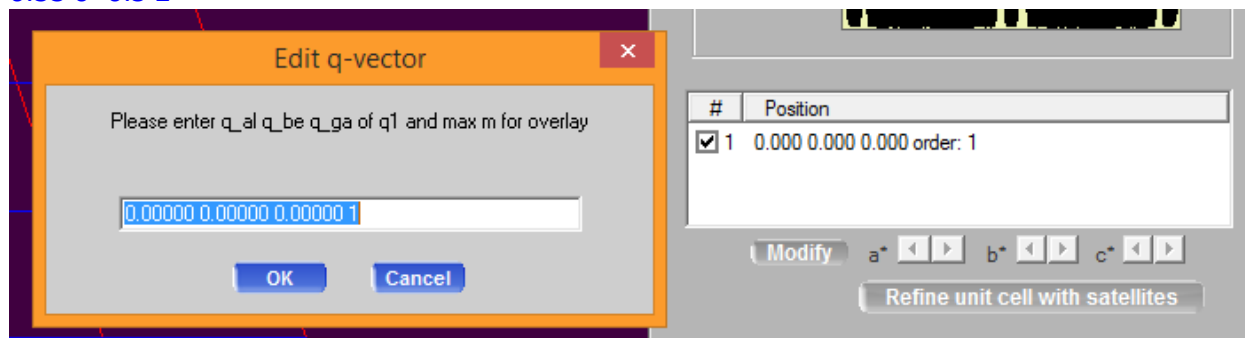 Edit q-vector
Please enter q_al q_be q_ga of q1 and max m for overlay
0.00000 0.00000 0.00000 1
OK Cancel
# Position
1 0.000 0.000 0.000 order: 1
Modify a* b* c*
Refine unit cell with satellites